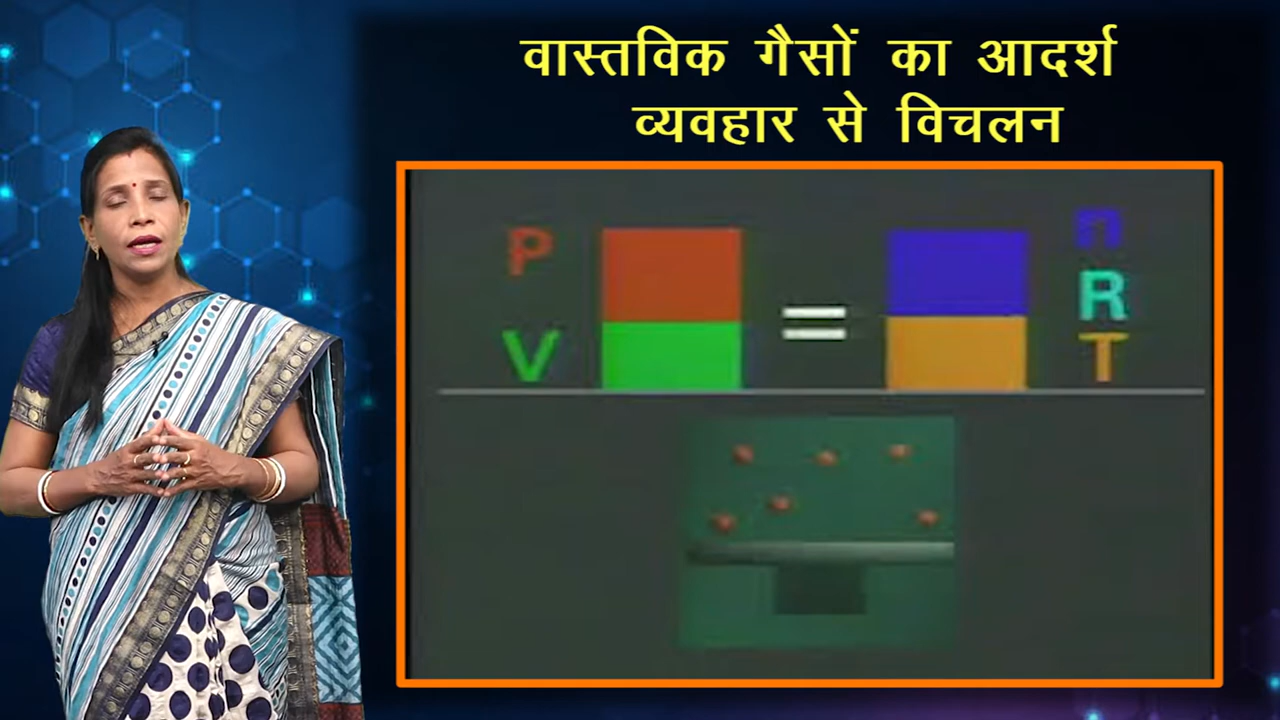 वास्तविक गैसों का आदर्श
व्यवहार से विचलन
P
V
=
n
R
T